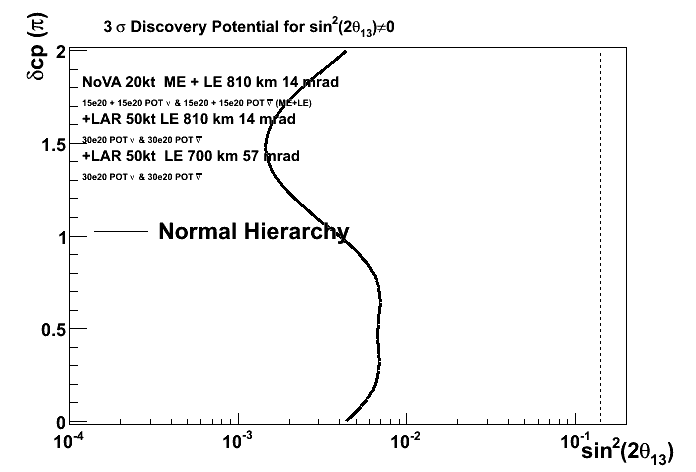 3 σ Discovery Potential for sin²(2θ₁₃)≠0
δcp (π)
2
NoVA 20kt ME + LE 810 km 14 mrad
15e20 + 15e20 POT ν & 15e20 + 15e20 POT ν̅ (ME+LE)
+LAR 50kt LE 810 km 14 mrad
30e20 POT ν & 30e20 POT ν̅
1.5
+LAR 50kt LE 700 km 57 mrad
30e20 POT ν & 30e20 POT ν̅
1
Normal Hierarchy
0.5
0
10⁻⁴ 10⁻³ 10⁻² 10⁻¹
sin²(2θ₁₃)